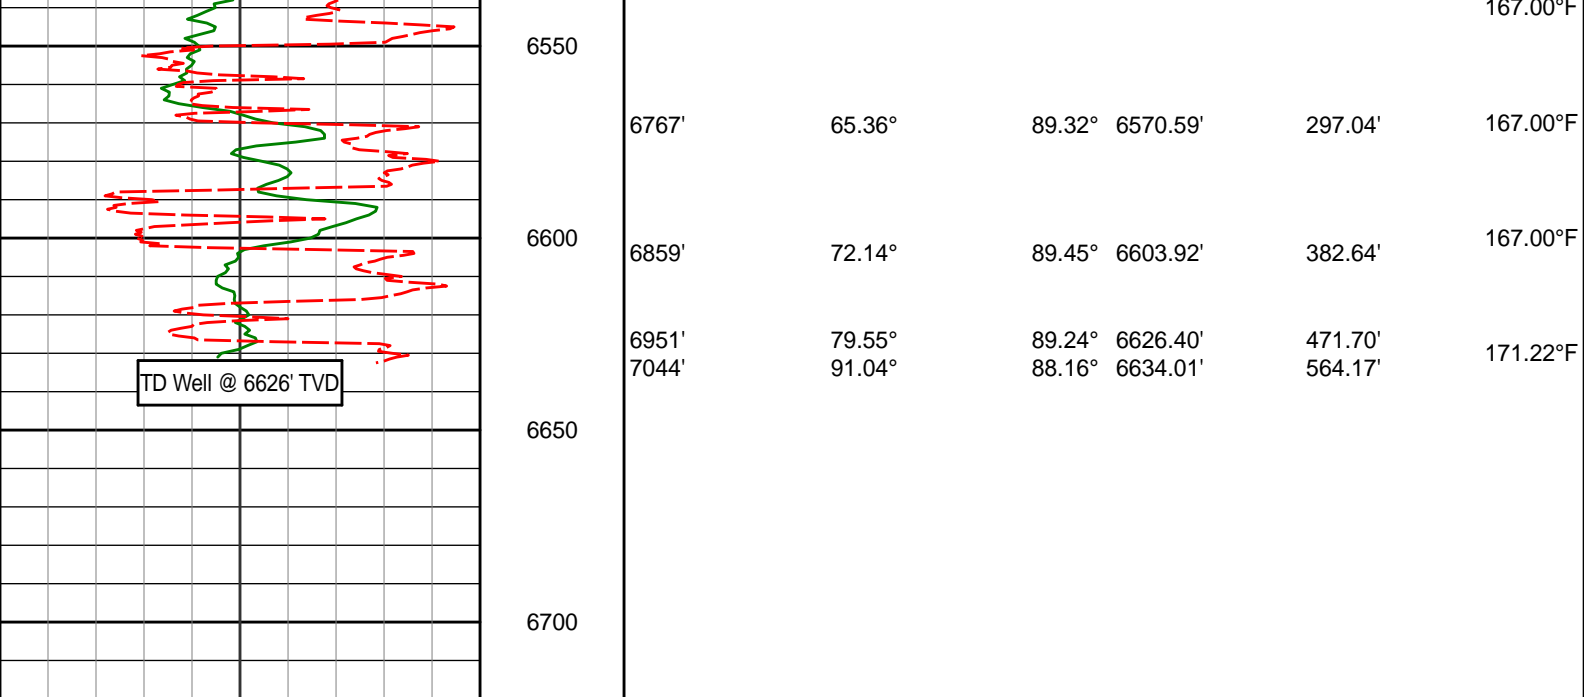 167.00°F
6550
6767' 65.36° 89.32° 6570.59' 297.04' 167.00°F
6600 167.00°F
6859' 72.14° 89.45° 6603.92' 382.64'
6951' 79.55° 89.24° 6626.40' 471.70'
171.22°F
7044' 91.04° 88.16° 6634.01' 564.17'
TD Well @ 6626' TVD
6650
6700